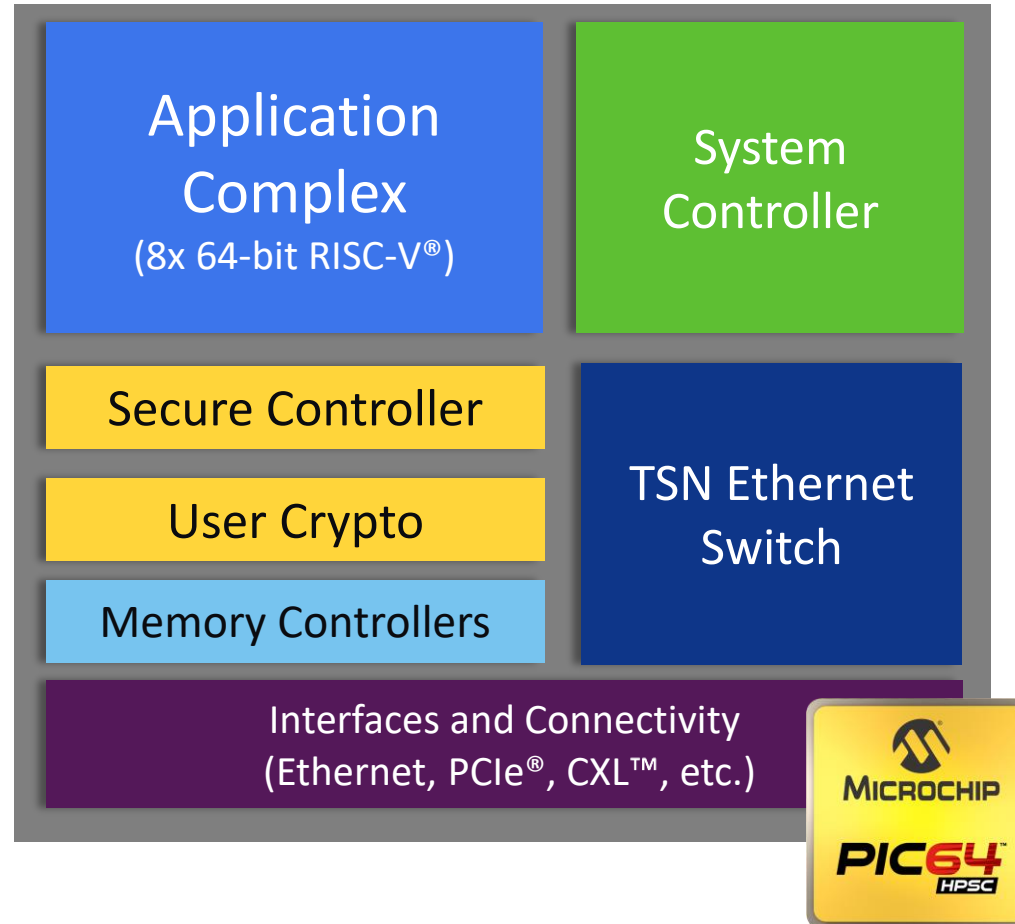 Application
Complex
(8x 64-bit RISC-V®)
System
Controller
Secure Controller
User Crypto
Memory Controllers
TSN Ethernet
Switch
Interfaces and Connectivity
(Ethernet, PCIe®, CXL™, etc.)
MICROCHIP
PIC64™
HPSC